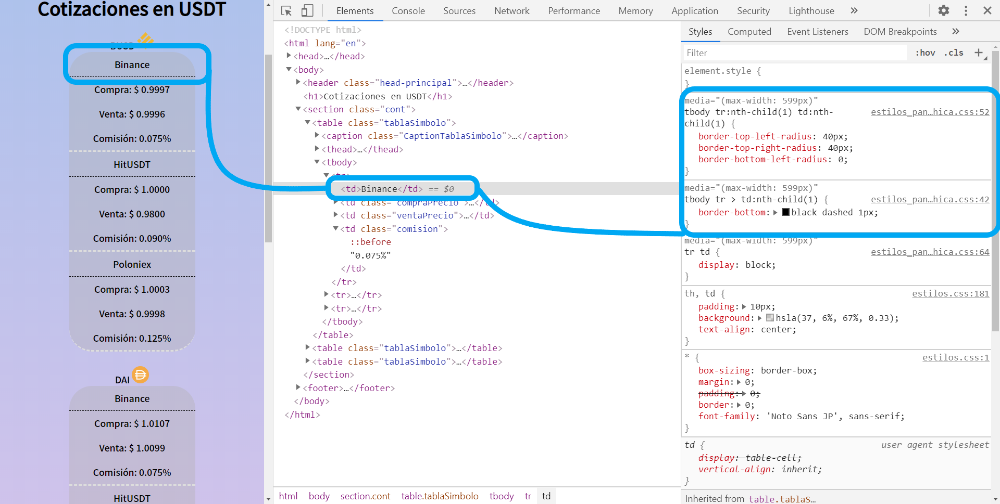 Cotizaciones en USDT
Binance
Compra: $ 0.9997
Venta: $ 0.9996
Comisión: 0.075%
HitUSDT
Compra: $ 1.0000
Venta: $ 0.9800
Comisión: 0.090%
Poloniex
Compra: $ 1.0003
Venta: $ 0.9998
Comisión: 0.125%
DAI
Binance
Compra: $ 1.0107
Venta: $ 1.0099
Comisión: 0.075%
HitUSDT
Elements Console Sources Network Performance Memory Application Security Lighthouse »
<!DOCTYPE html>
<html lang="en">
<head>…</head>
<body>
<header class="head-principal">…</header>
<h1>Cotizaciones en USDT</h1>
<section class="cont">
<table class="tablaSimbolo">
<caption class="CaptionTablaSimbolo">…</caption>
<thead>…</thead>
<tbody>
<tr>
<td>Binance</td> == $0
<td class="compraPrecio">…</td>
<td class="ventaPrecio">…</td>
<td class="comision">
::before
"0.075%"
</td>
</tr>
<tr>…</tr>
<tr>…</tr>
</tbody>
</table>
<table class="tablaSimbolo">…</table>
<table class="tablaSimbolo">…</table>
</section>
<footer>…</footer>
</body>
</html>
html body section.cont table.tablaSimbolo tbody tr td
Styles Computed Event Listeners DOM Breakpoints »
Filter :hov .cls +
element.style {
}
media="(max-width: 599px)"
tbody tr:nth-child(1) td:nth- estilos_pan…hica.css:52
child(1) {
border-top-left-radius: 40px;
border-top-right-radius: 40px;
border-bottom-left-radius: 0;
}
media="(max-width: 599px)"
tbody tr > td:nth-child(1) { estilos_pan…hica.css:42
border-bottom: black dashed 1px;
}
media="(max-width: 599px)"
tr td { estilos_pan…hica.css:64
display: block;
}
th, td { estilos.css:181
padding: 10px;
background: hsla(37, 6%, 67%, 0.33);
text-align: center;
}
* { estilos.css:1
box-sizing: border-box;
margin: 0;
padding: 0;
border: 0;
font-family: 'Noto Sans JP', sans-serif;
}
td { user agent stylesheet
display: table-cell;
vertical-align: inherit;
}
Inherited from table.tablaS…